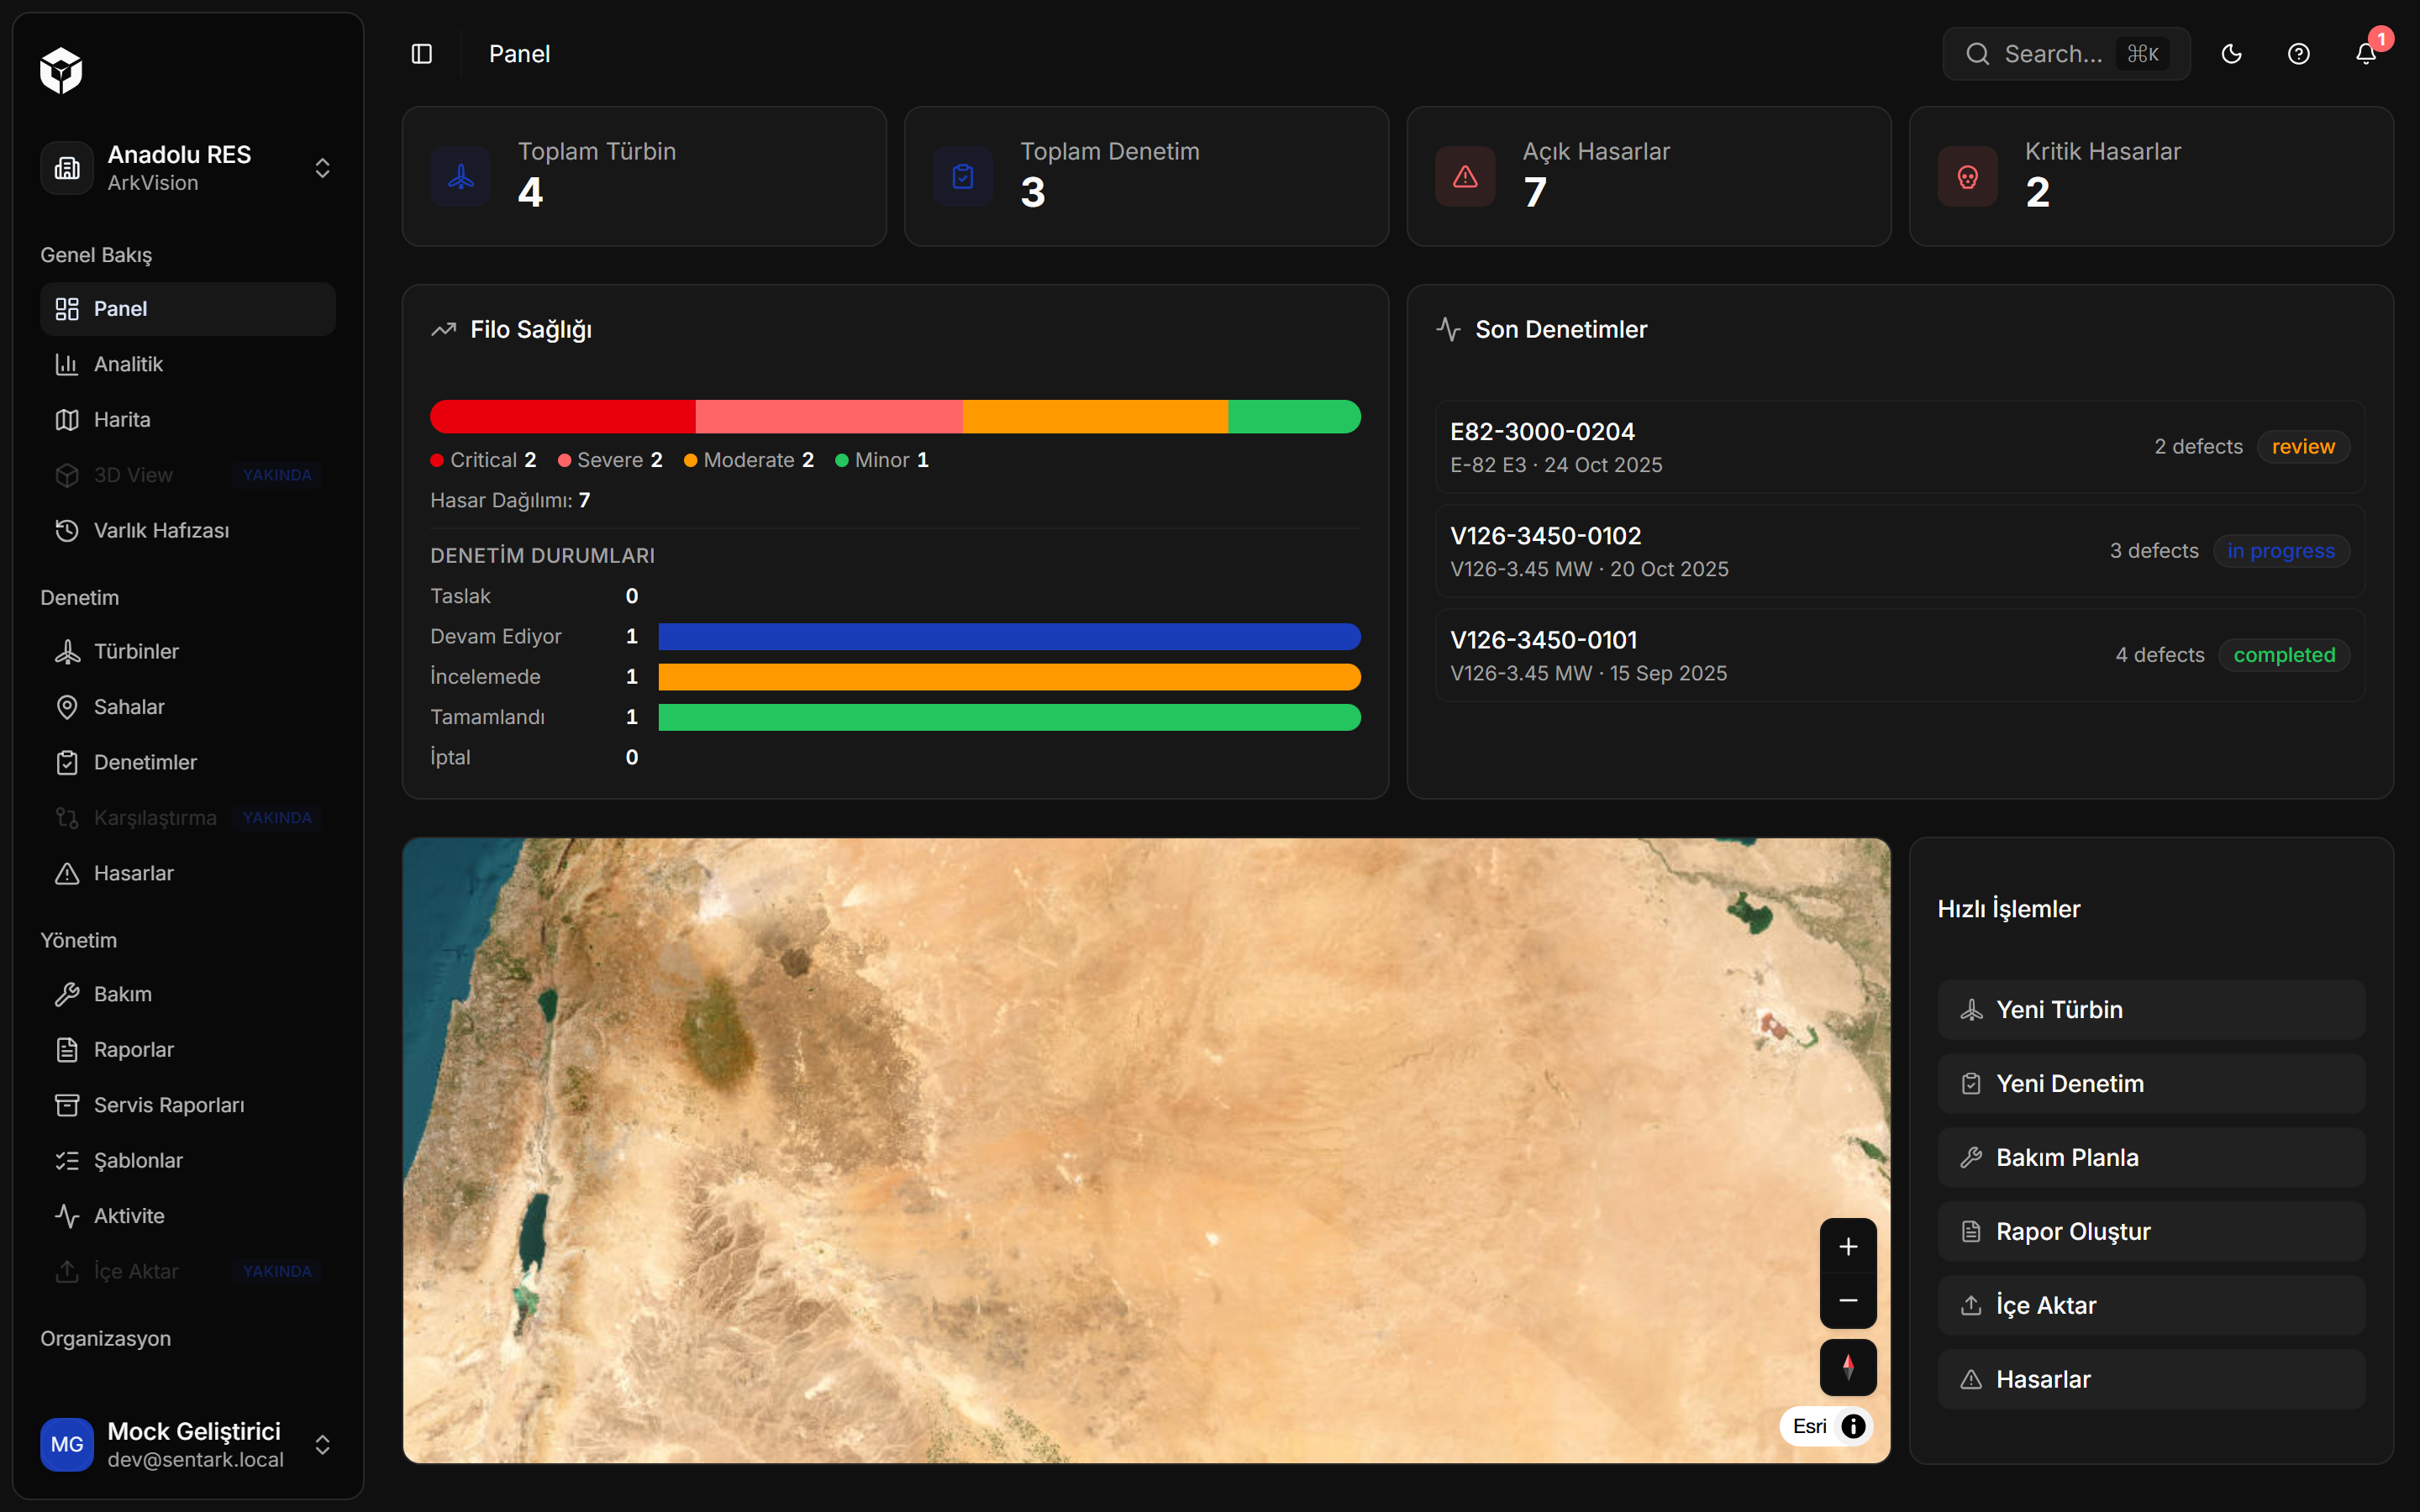 Anadolu RES
ArkVision
Genel Bakış
Panel
Analitik
Harita
3D View YAKINDA
Varlık Hafızası
Denetim
Türbinler
Sahalar
Denetimler
Karşılaştırma YAKINDA
Hasarlar
Yönetim
Bakım
Raporlar
Servis Raporları
Şablonlar
Aktivite
İçe Aktar YAKINDA
Organizasyon
MG
Mock Geliştirici
dev@sentark.local
Panel
Search... ⌘K
1
Toplam Türbin
4
Toplam Denetim
3
Açık Hasarlar
7
Kritik Hasarlar
2
Filo Sağlığı
Critical 2 Severe 2 Moderate 2 Minor 1
Hasar Dağılımı: 7
DENETİM DURUMLARI
Taslak 0
Devam Ediyor 1
İncelemede 1
Tamamlandı 1
İptal 0
Son Denetimler
E82-3000-0204
E-82 E3 · 24 Oct 2025
2 defects review
V126-3450-0102
V126-3.45 MW · 20 Oct 2025
3 defects in progress
V126-3450-0101
V126-3.45 MW · 15 Sep 2025
4 defects completed
Esri
Hızlı İşlemler
Yeni Türbin
Yeni Denetim
Bakım Planla
Rapor Oluştur
İçe Aktar
Hasarlar